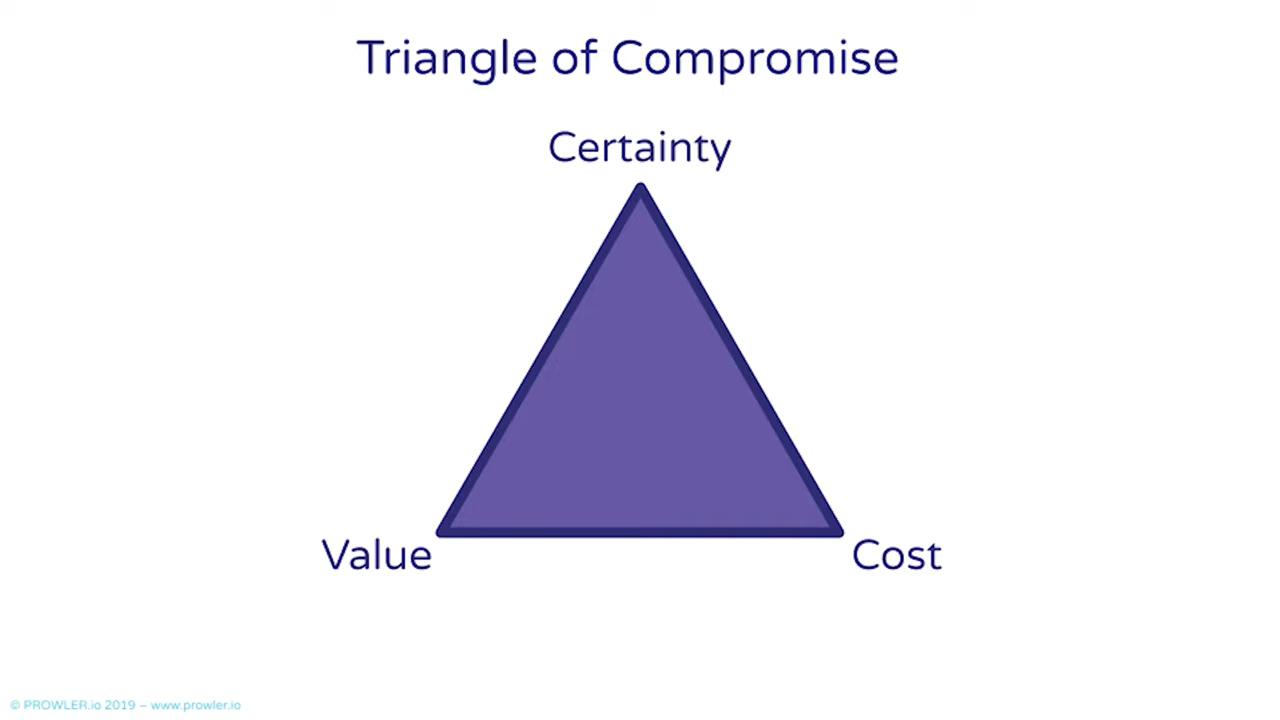 Triangle of Compromise
Certainty
Value
Cost
© PROWLER.io 2019 – www.prowler.io